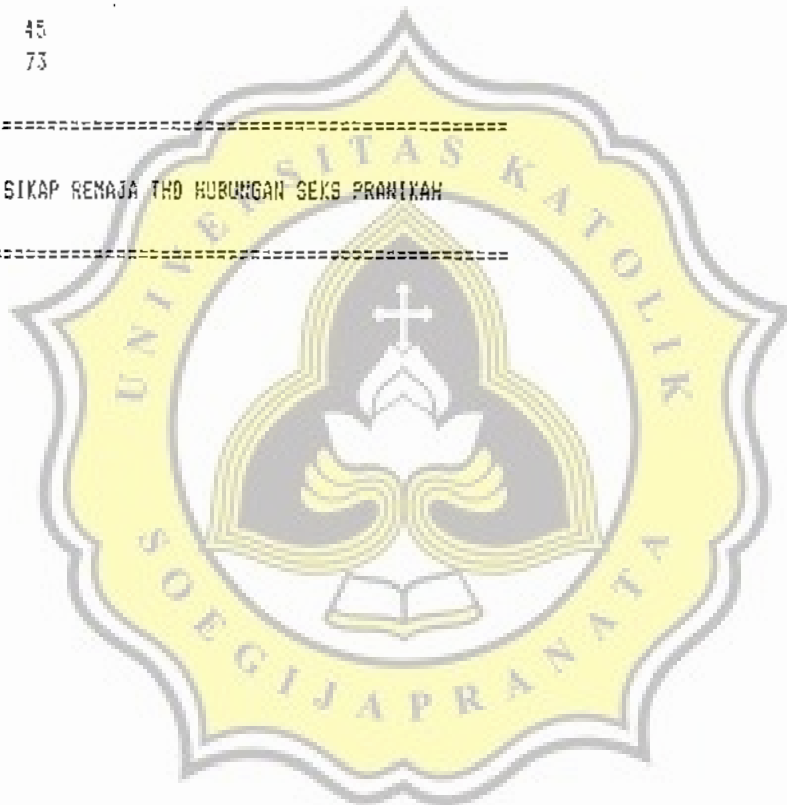 45
73
==================================================
SIKAP REMAJA THD HUBUNGAN SEKS PRANIKAH
==================================================
UNIVERSITAS KATOLIK
SOEGIJAPRANATA